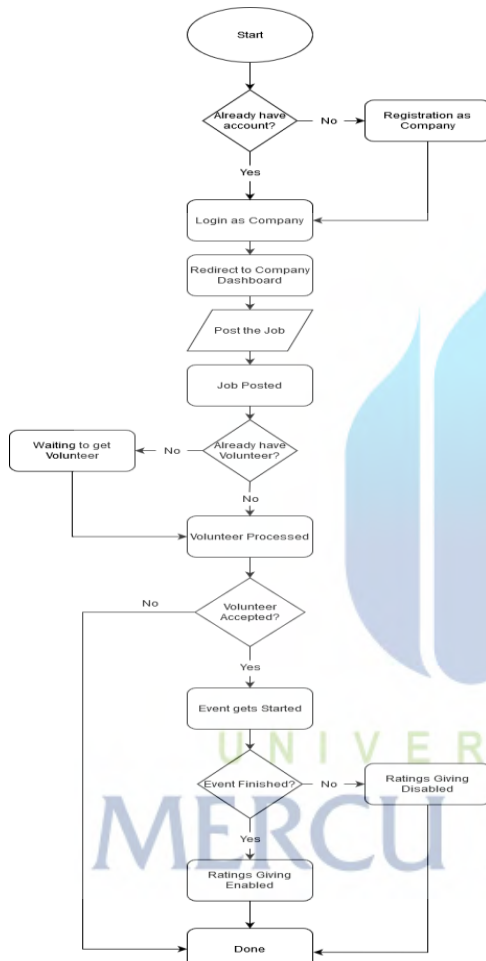 Start
Already have
account?
No
Registration as
Company
Yes
Login as Company
Redirect to Company
Dashboard
Post the Job
Job Posted
Already have
Volunteer?
No
Waiting to get
Volunteer
No
Volunteer Processed
Volunteer
Accepted?
No
Yes
Event gets Started
UNIVER
Event Finished?
No
Ratings Giving
Disabled
MERCU
Yes
Ratings Giving
Enabled
Done